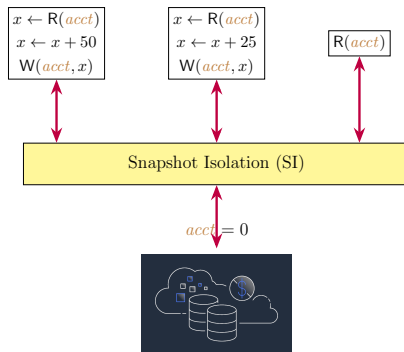 x ← R(acct)
x ← x + 50
W(acct, x)
x ← R(acct)
x ← x + 25
W(acct, x)
R(acct)
Snapshot Isolation (SI)
acct = 0
$